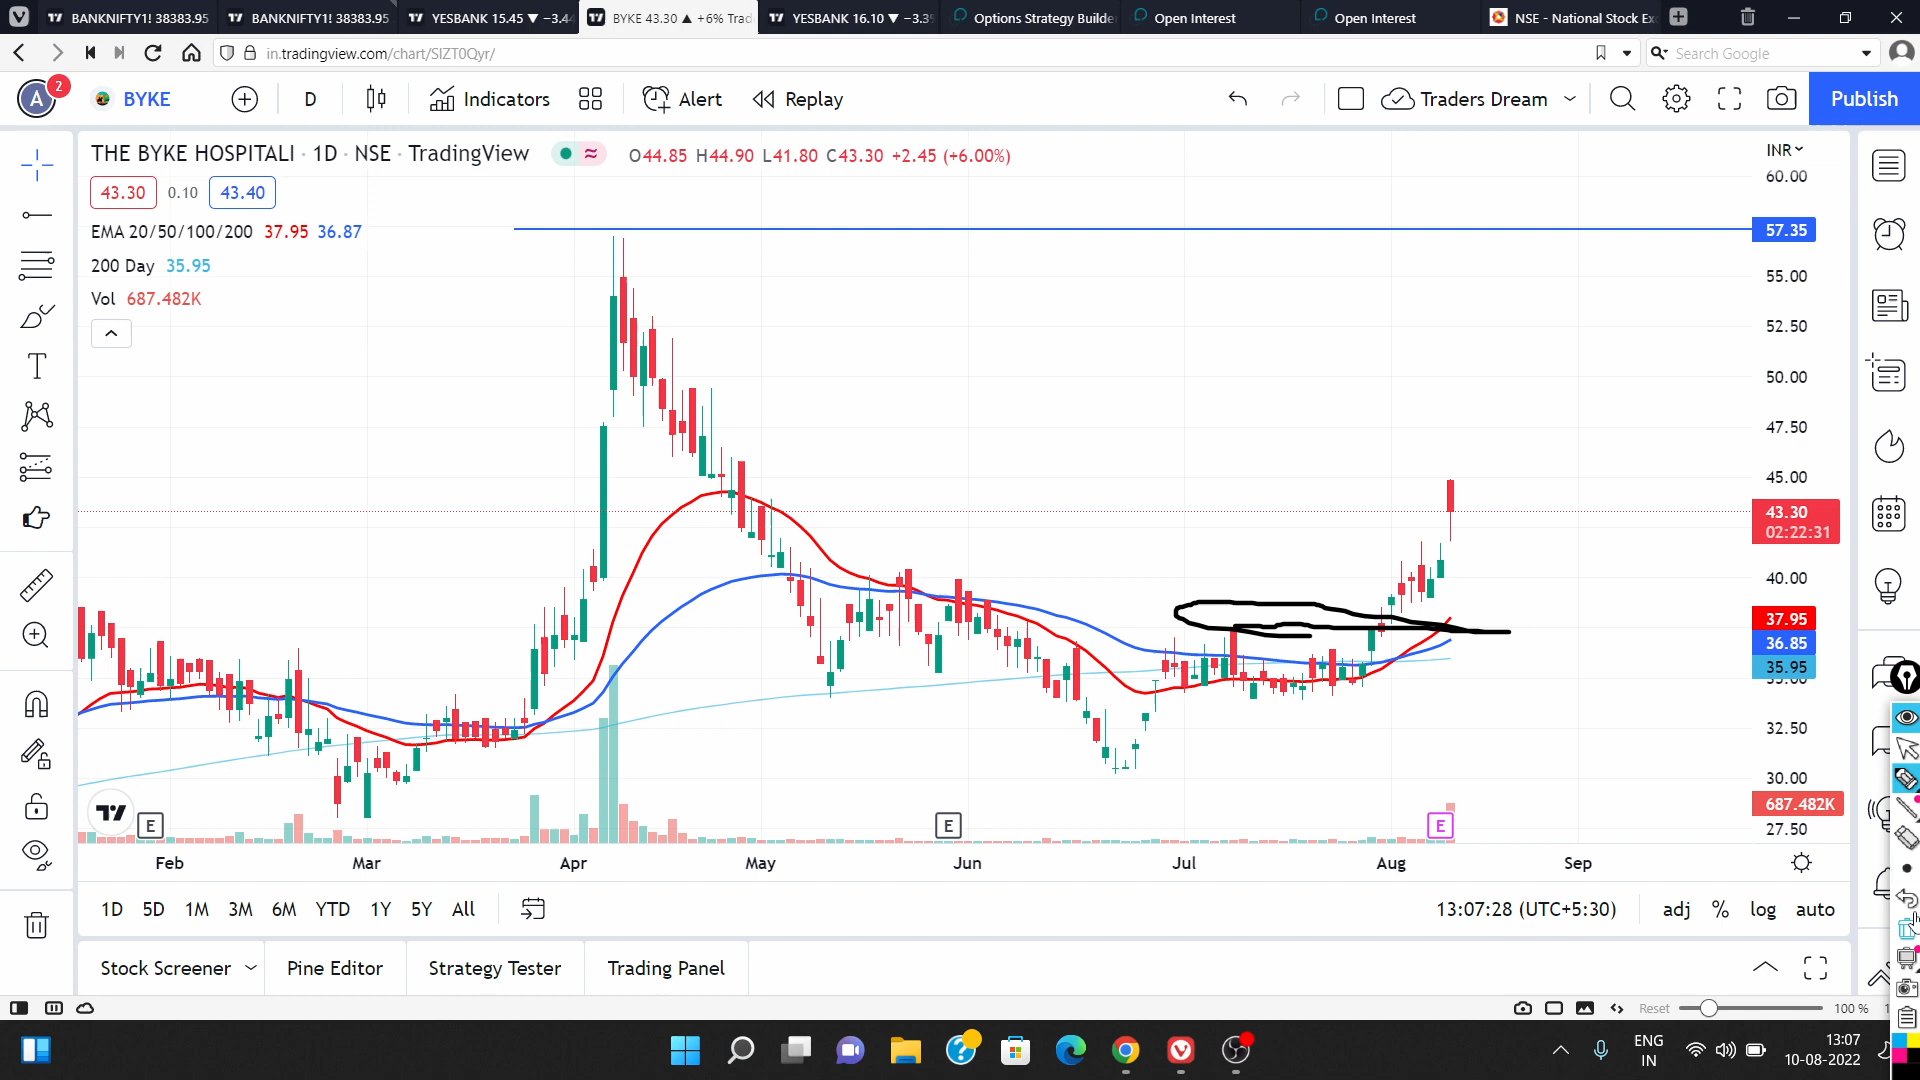 BANKNIFTY1! 38383.95
BANKNIFTY1! 38383.95
YESBANK 15.45 ▼ −3.44
BYKE 43.30 ▲ +6% Trad
YESBANK 16.10 ▼ −3.3
Options Strategy Builde
Open Interest
Open Interest
NSE - National Stock Ex
in.tradingview.com/chart/SIZT0Qyr/
Search Google
A 2
BYKE
D
Indicators
Alert
Replay
Traders Dream
Publish
THE BYKE HOSPITALI · 1D · NSE · TradingView
O44.85 H44.90 L41.80 C43.30 +2.45 (+6.00%)
INR
43.30 0.10 43.40
EMA 20/50/100/200 37.95 36.87
200 Day 35.95
Vol 687.482K
60.00
57.35
55.00
52.50
50.00
47.50
45.00
43.30
02:22:31
40.00
37.95
36.85
35.95
32.50
30.00
687.482K
27.50
E
E
E
Feb Mar Apr May Jun Jul Aug Sep
1D 5D 1M 3M 6M YTD 1Y 5Y All
13:07:28 (UTC+5:30)
adj % log auto
Stock Screener
Pine Editor
Strategy Tester
Trading Panel
Reset
100 %
ENG
IN
13:07
10-08-2022